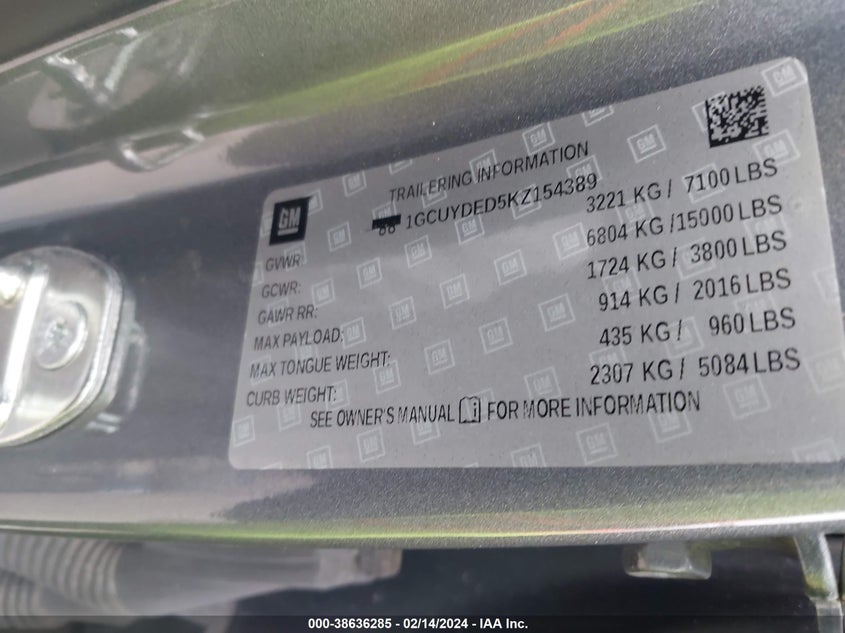 GM
TRAILERING INFORMATION
1GCUYDED5KZ154389
GVWR: 3221 KG / 7100 LBS
GCWR: 6804 KG / 15000 LBS
GAWR RR: 1724 KG / 3800 LBS
MAX PAYLOAD: 914 KG / 2016 LBS
MAX TONGUE WEIGHT: 435 KG / 960 LBS
CURB WEIGHT: 2307 KG / 5084 LBS
SEE OWNER'S MANUAL FOR MORE INFORMATION
000-38636285 - 02/14/2024 - IAA Inc.